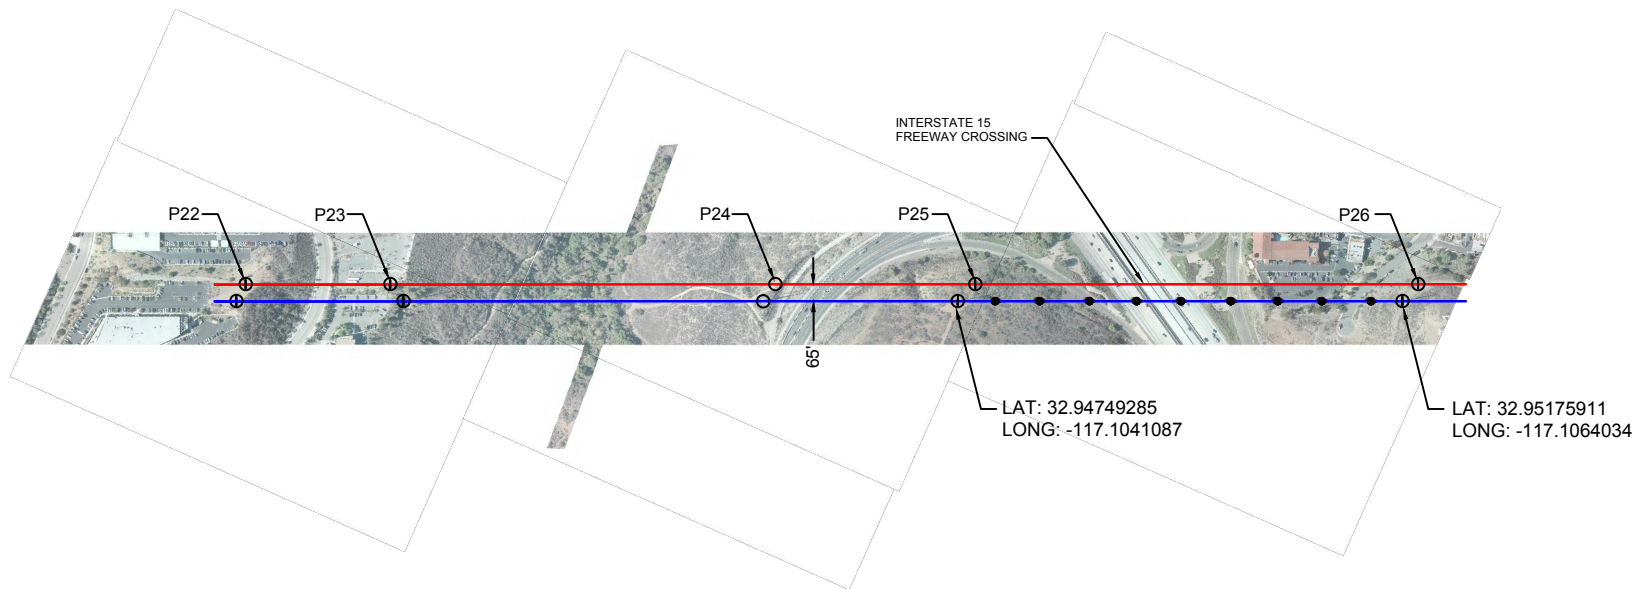 INTERSTATE 15
FREEWAY CROSSING
P22
P23
P24
P25
P26
65'
LAT: 32.94749285
LONG: -117.1041087
LAT: 32.95175911
LONG: -117.1064034